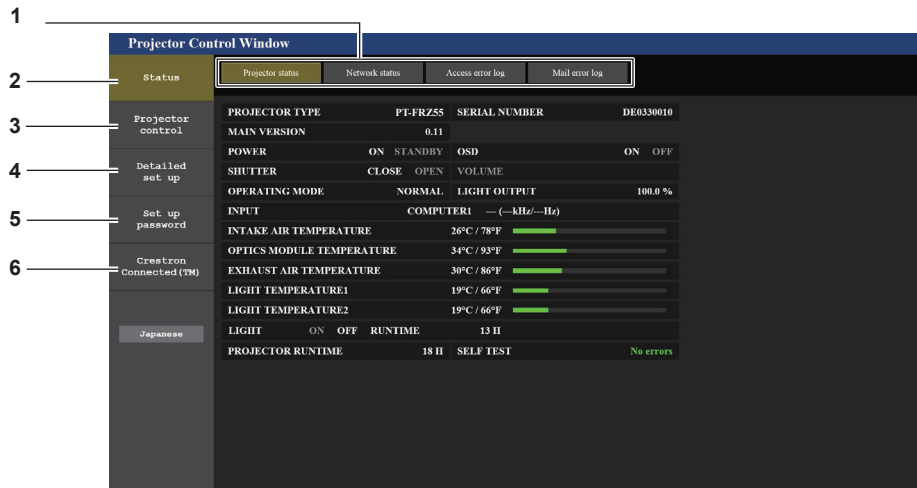 1
Projector Control Window
2
Status
Projector status Network status Access error log Mail error log
3
Projector
control
4
Detailed
set up
5
Set up
password
6
Crestron
Connected(TM)
Japanese
PROJECTOR TYPE PT-FRZ55 SERIAL NUMBER DE0330010
MAIN VERSION 0.11
POWER ON STANDBY OSD ON OFF
SHUTTER CLOSE OPEN VOLUME
OPERATING MODE NORMAL LIGHT OUTPUT 100.0 %
INPUT COMPUTER1 --- (---kHz/---Hz)
INTAKE AIR TEMPERATURE 26°C / 78°F
OPTICS MODULE TEMPERATURE 34°C / 93°F
EXHAUST AIR TEMPERATURE 30°C / 86°F
LIGHT TEMPERATURE1 19°C / 66°F
LIGHT TEMPERATURE2 19°C / 66°F
LIGHT ON OFF RUNTIME 13 H
PROJECTOR RUNTIME 18 H SELF TEST No errors